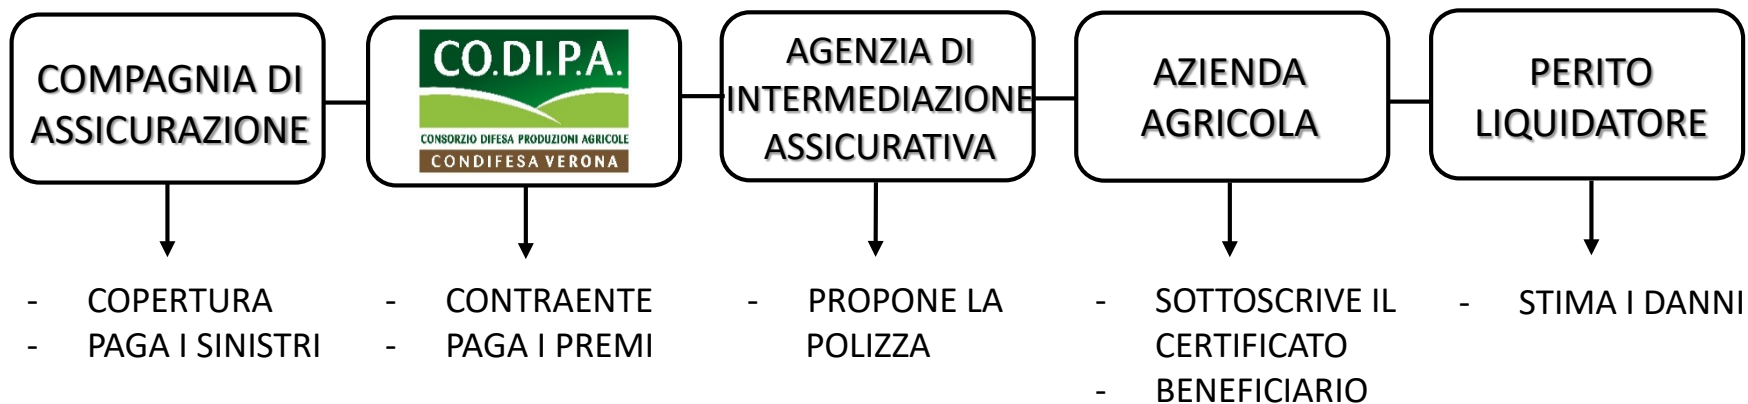 COMPAGNIA DI
ASSICURAZIONE
CO.DI.P.A.
CONSORZIO DIFESA PRODUZIONI AGRICOLE
CONDIFESA VERONA
AGENZIA DI
INTERMEDIAZIONE
ASSICURATIVA
AZIENDA
AGRICOLA
PERITO
LIQUIDATORE
- COPERTURA
- PAGA I SINISTRI
- CONTRAENTE
- PAGA I PREMI
- PROPONE LA
POLIZZA
- SOTTOSCRIVE IL
CERTIFICATO
- BENEFICIARIO
- STIMA I DANNI